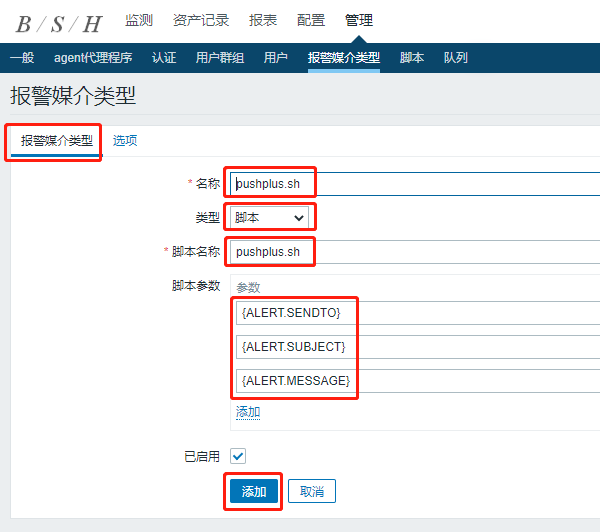 B / S / H 监测 资产记录 报表 配置 管理
一般 agent代理程序 认证 用户群组 用户 报警媒介类型 脚本 队列
报警媒介类型
报警媒介类型 选项
* 名称 pushplus.sh
类型 脚本
* 脚本名称 pushplus.sh
脚本参数 参数
{ALERT.SENDTO}
{ALERT.SUBJECT}
{ALERT.MESSAGE}
添加
已启用
添加 取消